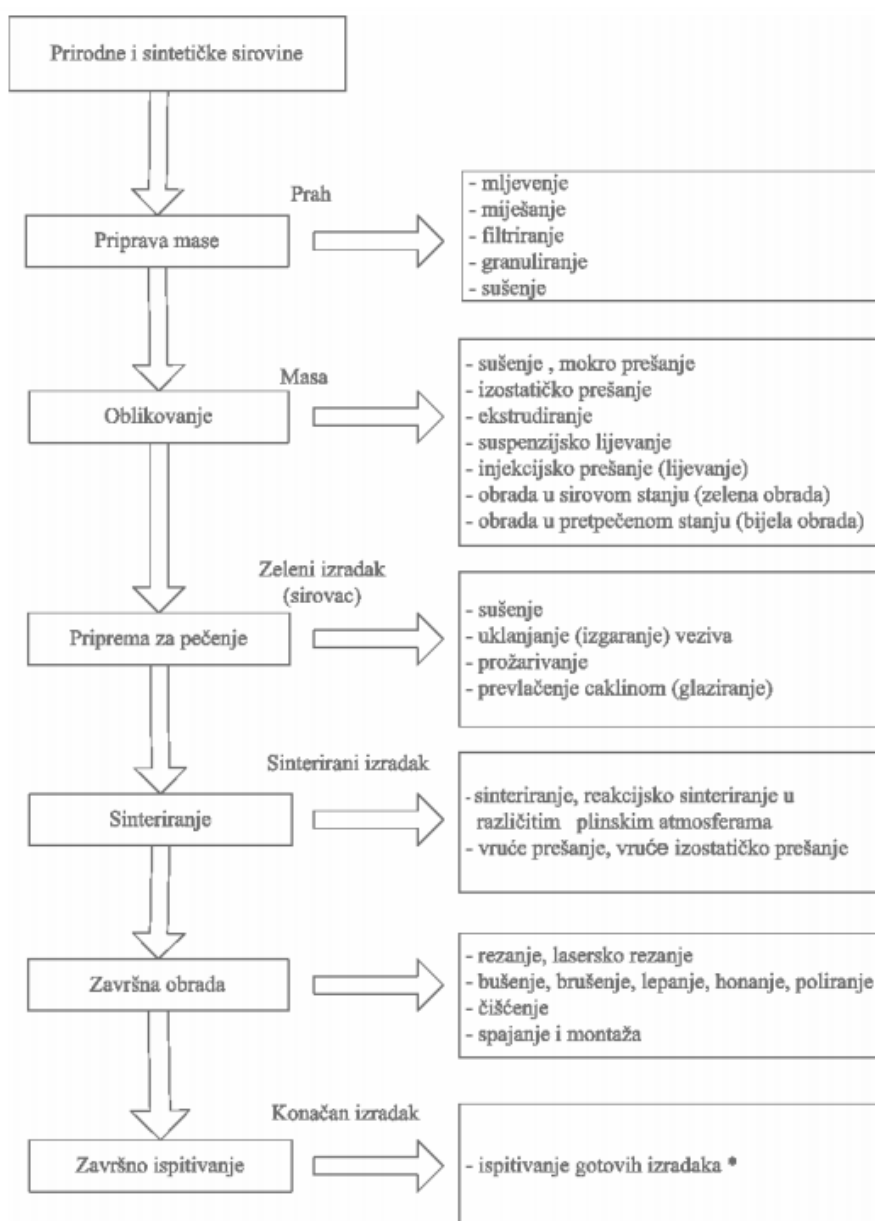 Prirodne i sintetičke sirovine
Prah
Priprava mase
- mljevenje
- miješanje
- filtriranje
- granuliranje
- sušenje
Masa
Oblikovanje
- sušenje , mokro prešanje
- izostatičko prešanje
- ekstrudiranje
- suspenzijsko lijevanje
- injekcijsko prešanje (lijevanje)
- obrada u sirovom stanju (zelena obrada)
- obrada u pretpečenom stanju (bijela obrada)
Zeleni izradak
(sirovac)
Priprema za pečenje
- sušenje
- uklanjanje (izgaranje) veziva
- prožarivanje
- prevlačenje caklinom (glaziranje)
Sinterirani izradak
Sinteriranje
- sinteriranje, reakcijsko sinteriranje u
različitim plinskim atmosferama
- vruće prešanje, vruće izostatičko prešanje
Završna obrada
- rezanje, lasersko rezanje
- bušenje, brušenje, lepanje, honanje, poliranje
- čišćenje
- spajanje i montaža
Konačan izradak
Završno ispitivanje
- ispitivanje gotovih izradaka *